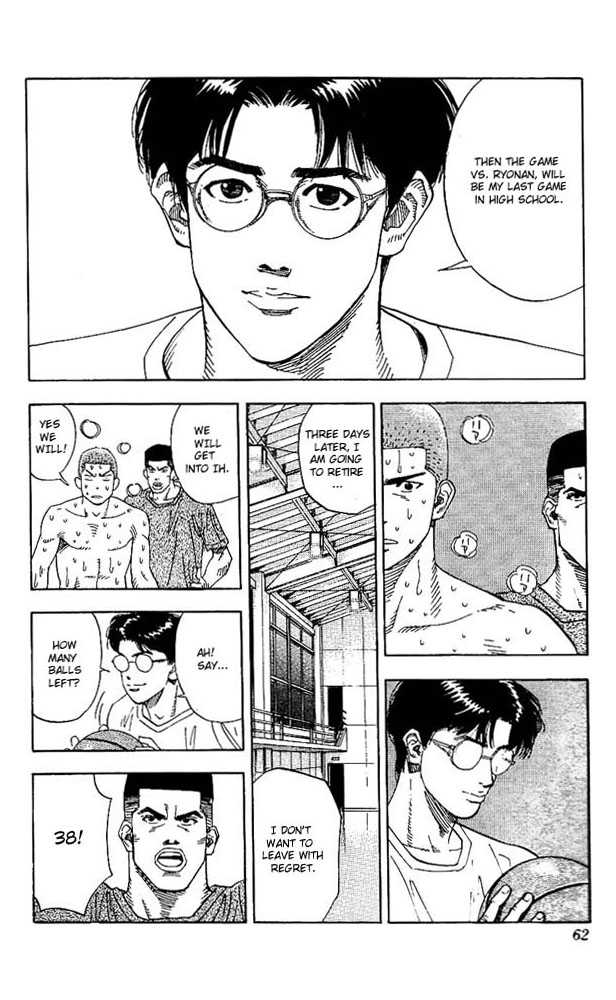 THEN THE GAME
VS. RYONAN, WILL
BE MY LAST GAME
IN HIGH SCHOOL.
THREE DAYS
LATER, I
AM GOING
TO RETIRE
...
I DON'T
WANT TO
LEAVE WITH
REGRET.
WE
WILL
GET
INTO IH.
YES
WE
WILL!
AH!
SAY...
HOW
MANY
BALLS
LEFT?
38!
62